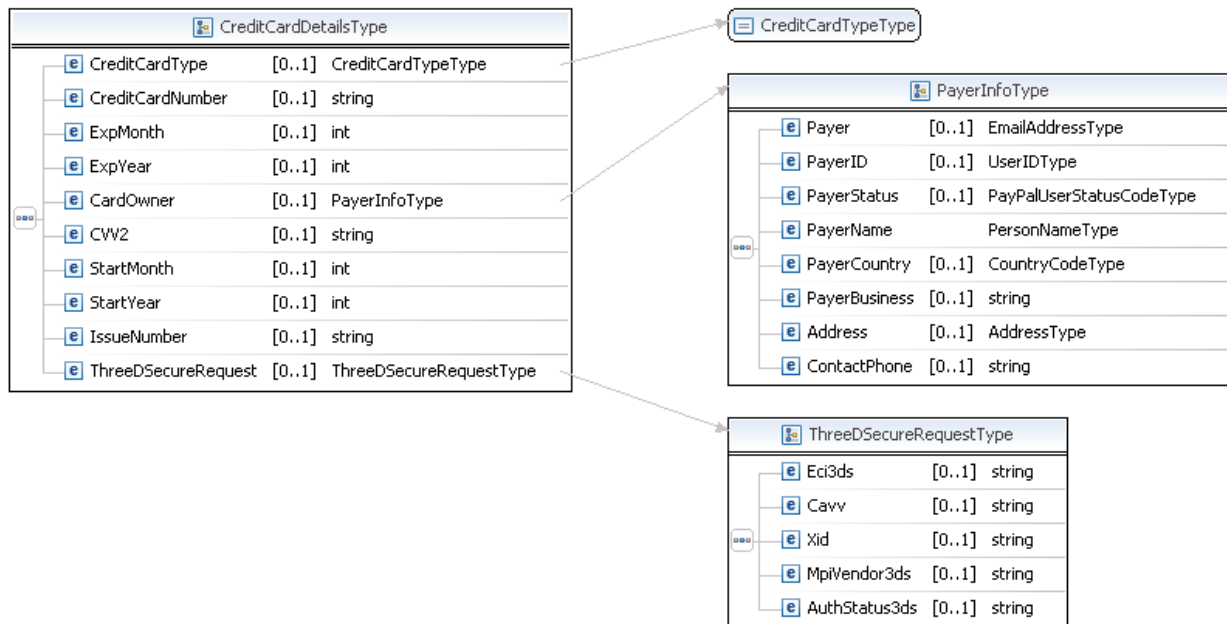 CreditCardDetailsType
e CreditCardType [0..1] CreditCardTypeType
e CreditCardNumber [0..1] string
e ExpMonth [0..1] int
e ExpYear [0..1] int
e CardOwner [0..1] PayerInfoType
e CVV2 [0..1] string
e StartMonth [0..1] int
e StartYear [0..1] int
e IssueNumber [0..1] string
e ThreeDSecureRequest [0..1] ThreeDSecureRequestType
CreditCardTypeType
PayerInfoType
e Payer [0..1] EmailAddressType
e PayerID [0..1] UserIDType
e PayerStatus [0..1] PayPalUserStatusCodeType
e PayerName PersonNameType
e PayerCountry [0..1] CountryCodeType
e PayerBusiness [0..1] string
e Address [0..1] AddressType
e ContactPhone [0..1] string
ThreeDSecureRequestType
e Eci3ds [0..1] string
e Cavv [0..1] string
e Xid [0..1] string
e MpiVendor3ds [0..1] string
e AuthStatus3ds [0..1] string